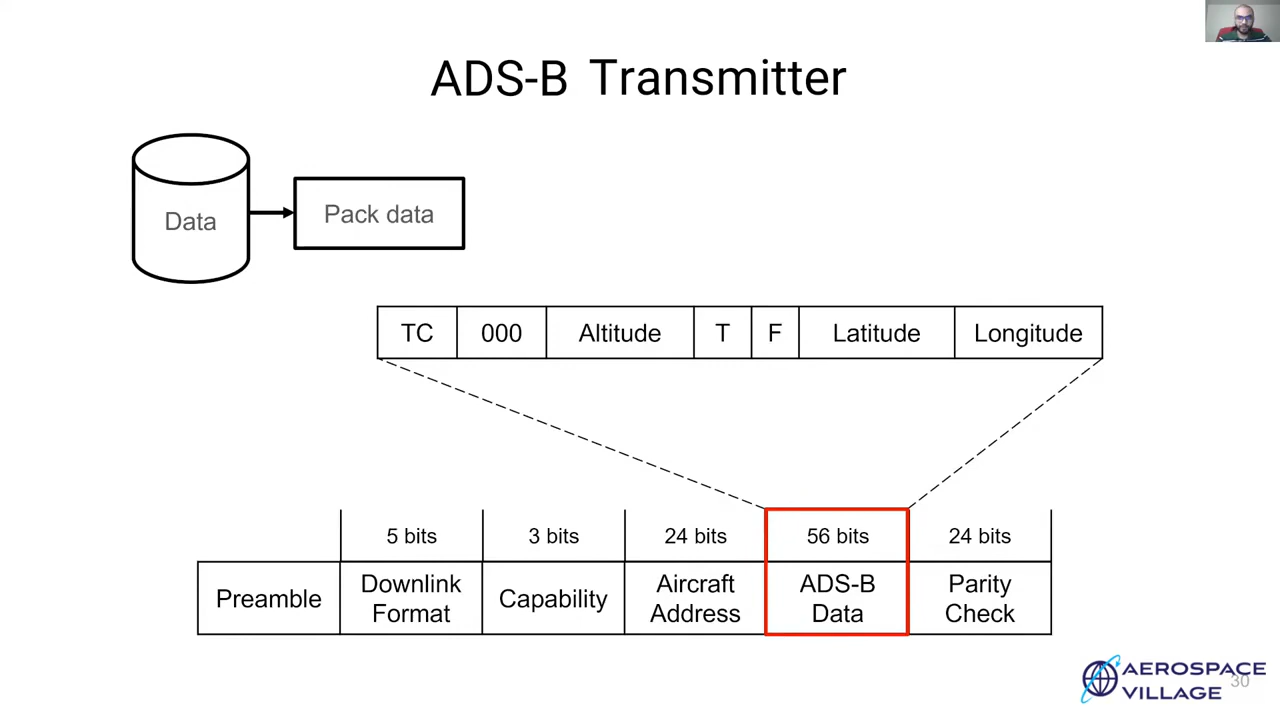 ADS-B Transmitter
Data
Pack data
TC 000 Altitude T F Latitude Longitude
5 bits 3 bits 24 bits 56 bits 24 bits
Preamble
Downlink
Format
Capability
Aircraft
Address
ADS-B
Data
Parity
Check
AEROSPACE
VILLAGE
30